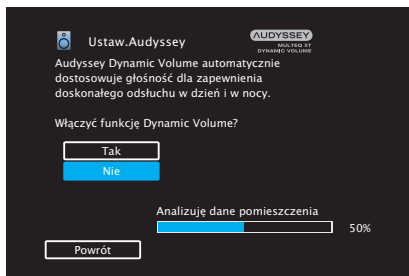 Ustaw.Audyssey
AUDYSSEY
MULTEQ XT
DYNAMIC VOLUME
Audyssey Dynamic Volume automatycznie
dostosowuje głośność dla zapewnienia
doskonałego odsłuchu w dzień i w nocy.
Włączyć funkcję Dynamic Volume?
Tak
Nie
Analizuję dane pomieszczenia
50%
Powrót